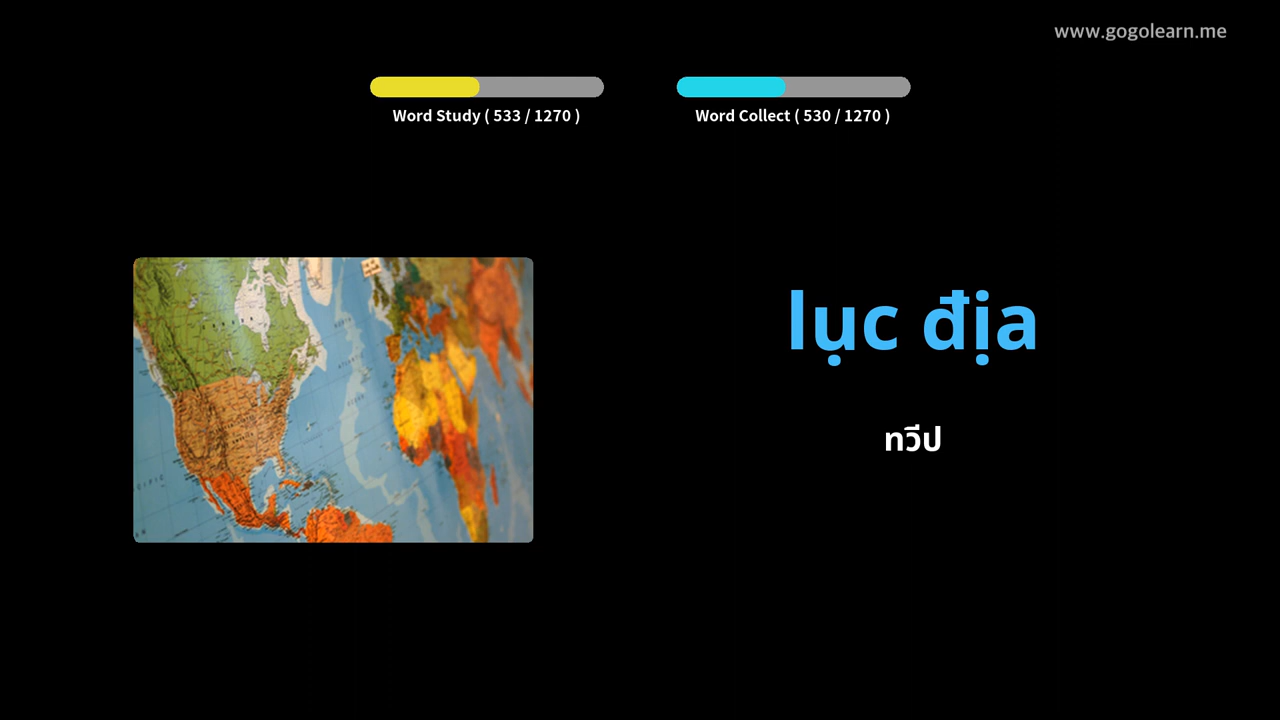 www.gogolearn.me
Word Study ( 533 / 1270 )
Word Collect ( 530 / 1270 )
lục địa
ทวีป